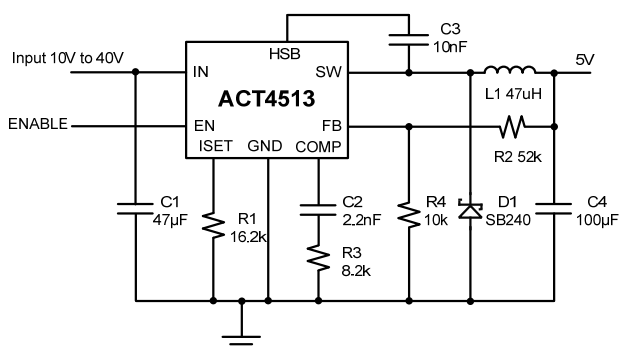 C3
10nF
HSB
Input 10V to 40V
IN
SW
5V
ACT4513
L1 47uH
ENABLE
EN
FB
ISET
GND
COMP
R2 52k
C1
47µF
R1
16.2k
C2
2.2nF
R3
8.2k
R4
10k
D1
SB240
C4
100µF